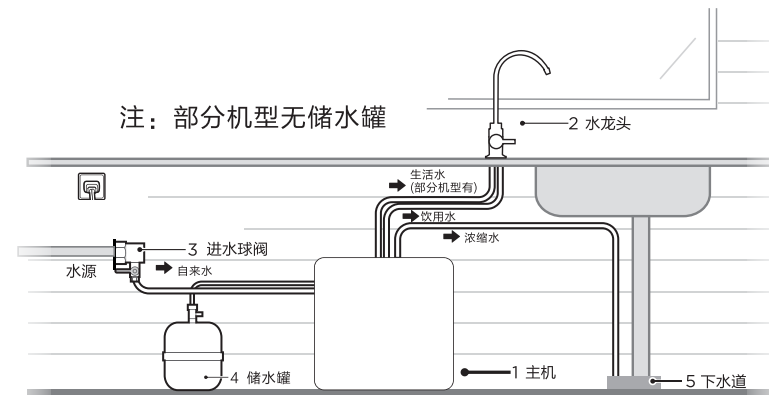 注：部分机型无储水罐
2 水龙头
生活水
(部分机型有)
饮用水
浓缩水
3 进水球阀
水源
自来水
4 储水罐
1 主机
5 下水道